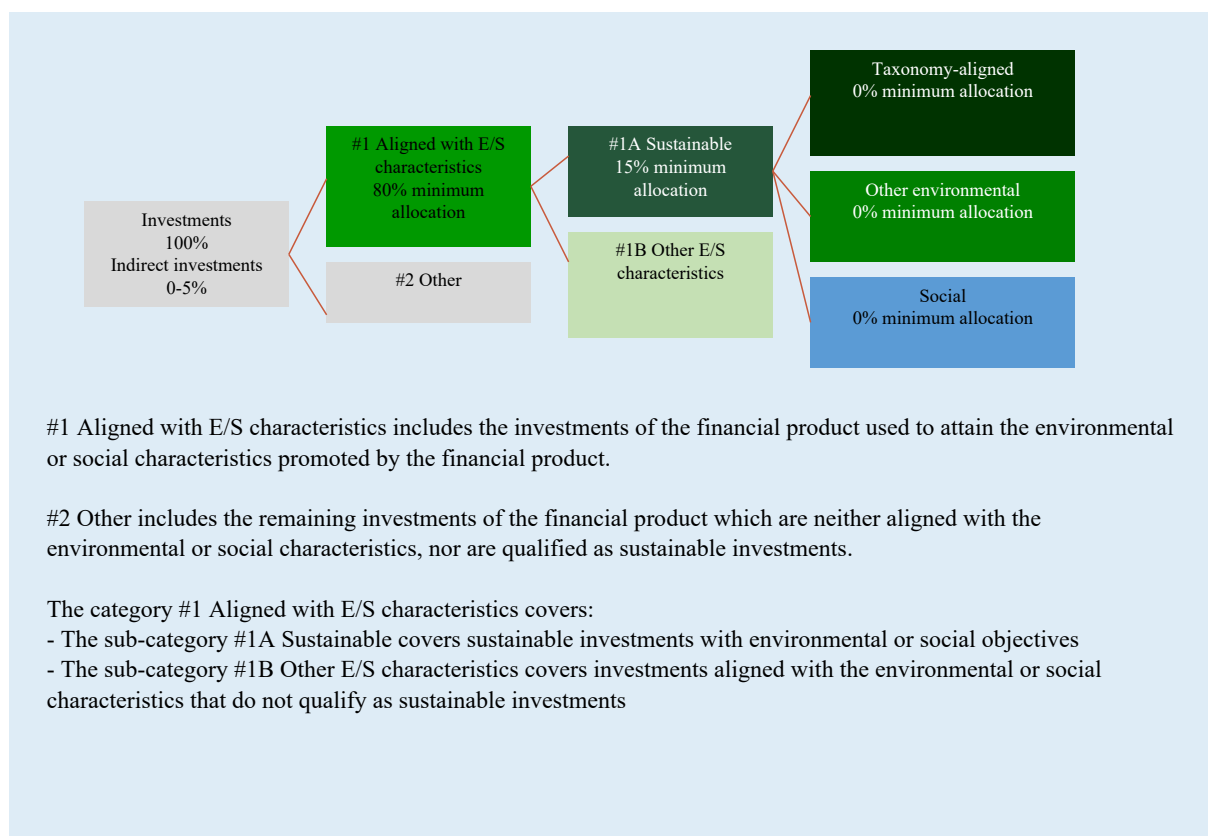 Investments
100%
Indirect investments
0-5%
#1 Aligned with E/S
characteristics
80% minimum
allocation
#2 Other
#1A Sustainable
15% minimum
allocation
#1B Other E/S
characteristics
Taxonomy-aligned
0% minimum allocation
Other environmental
0% minimum allocation
Social
0% minimum allocation
#1 Aligned with E/S characteristics includes the investments of the financial product used to attain the environmental
or social characteristics promoted by the financial product.
#2 Other includes the remaining investments of the financial product which are neither aligned with the
environmental or social characteristics, nor are qualified as sustainable investments.
The category #1 Aligned with E/S characteristics covers:
- The sub-category #1A Sustainable covers sustainable investments with environmental or social objectives
- The sub-category #1B Other E/S characteristics covers investments aligned with the environmental or social
characteristics that do not qualify as sustainable investments